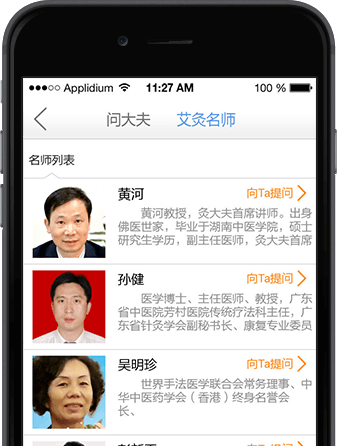 Applidium 11:27 AM 100 %
问大夫 艾灸名师
名师列表
黄河 向Ta提问
黄河教授，灸大夫首席讲师。出身
佛医世家，毕业于湖南中医学院，硕士
研究生学历，副主任医师，灸大夫首席
孙健 向Ta提问
医学博士、主任医师、教授，广东
省中医院芳村医院传统疗法科主任，广
东省针灸学会副秘书长、康复专业委员
吴明珍 向Ta提问
世界手法医学联合会常务理事、中
华中医药学会（香港）终身名誉会
长、